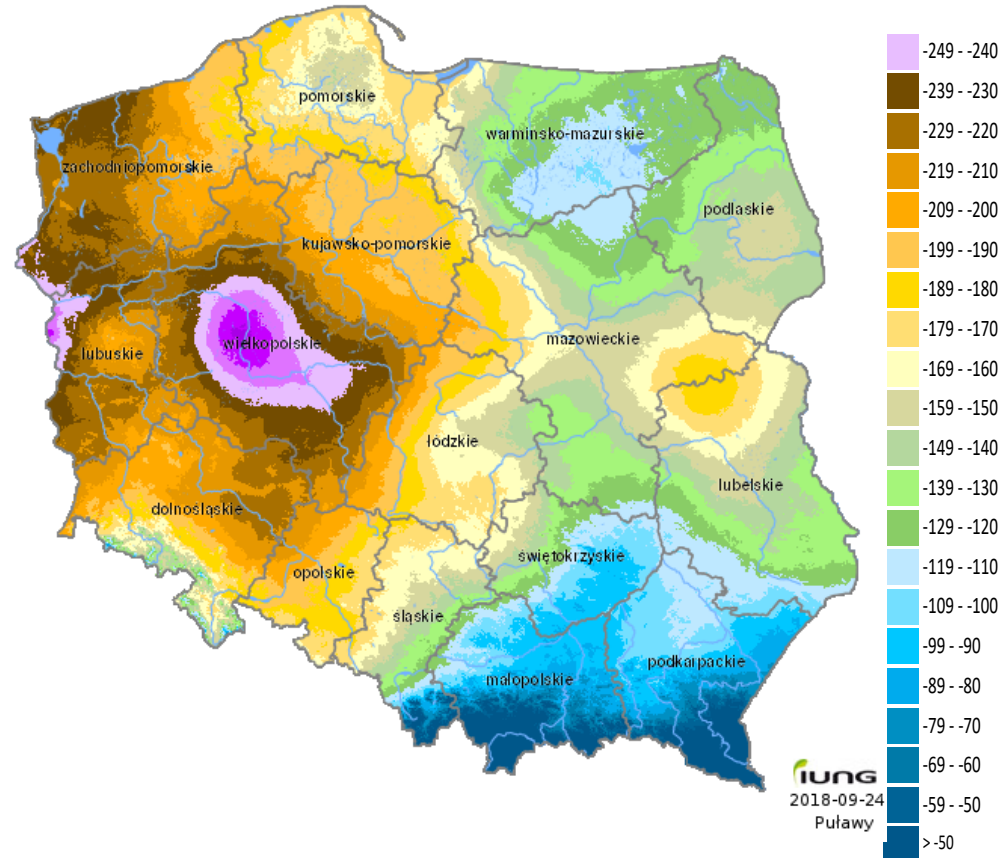 pomorskie
warminsko-mazurskie
zachodniopomorskie
podlaskie
kujawsko-pomorskie
mazowieckie
wielkopolskie
lubuskie
łódzkie
lubelskie
dolnośląskie
świętokrzyskie
opolskie
śląskie
podkarpackie
małopolskie
IUNG
2018-09-24
Puławy
-249 - -240
-239 - -230
-229 - -220
-219 - -210
-209 - -200
-199 - -190
-189 - -180
-179 - -170
-169 - -160
-159 - -150
-149 - -140
-139 - -130
-129 - -120
-119 - -110
-109 - -100
-99 - -90
-89 - -80
-79 - -70
-69 - -60
-59 - -50
> -50